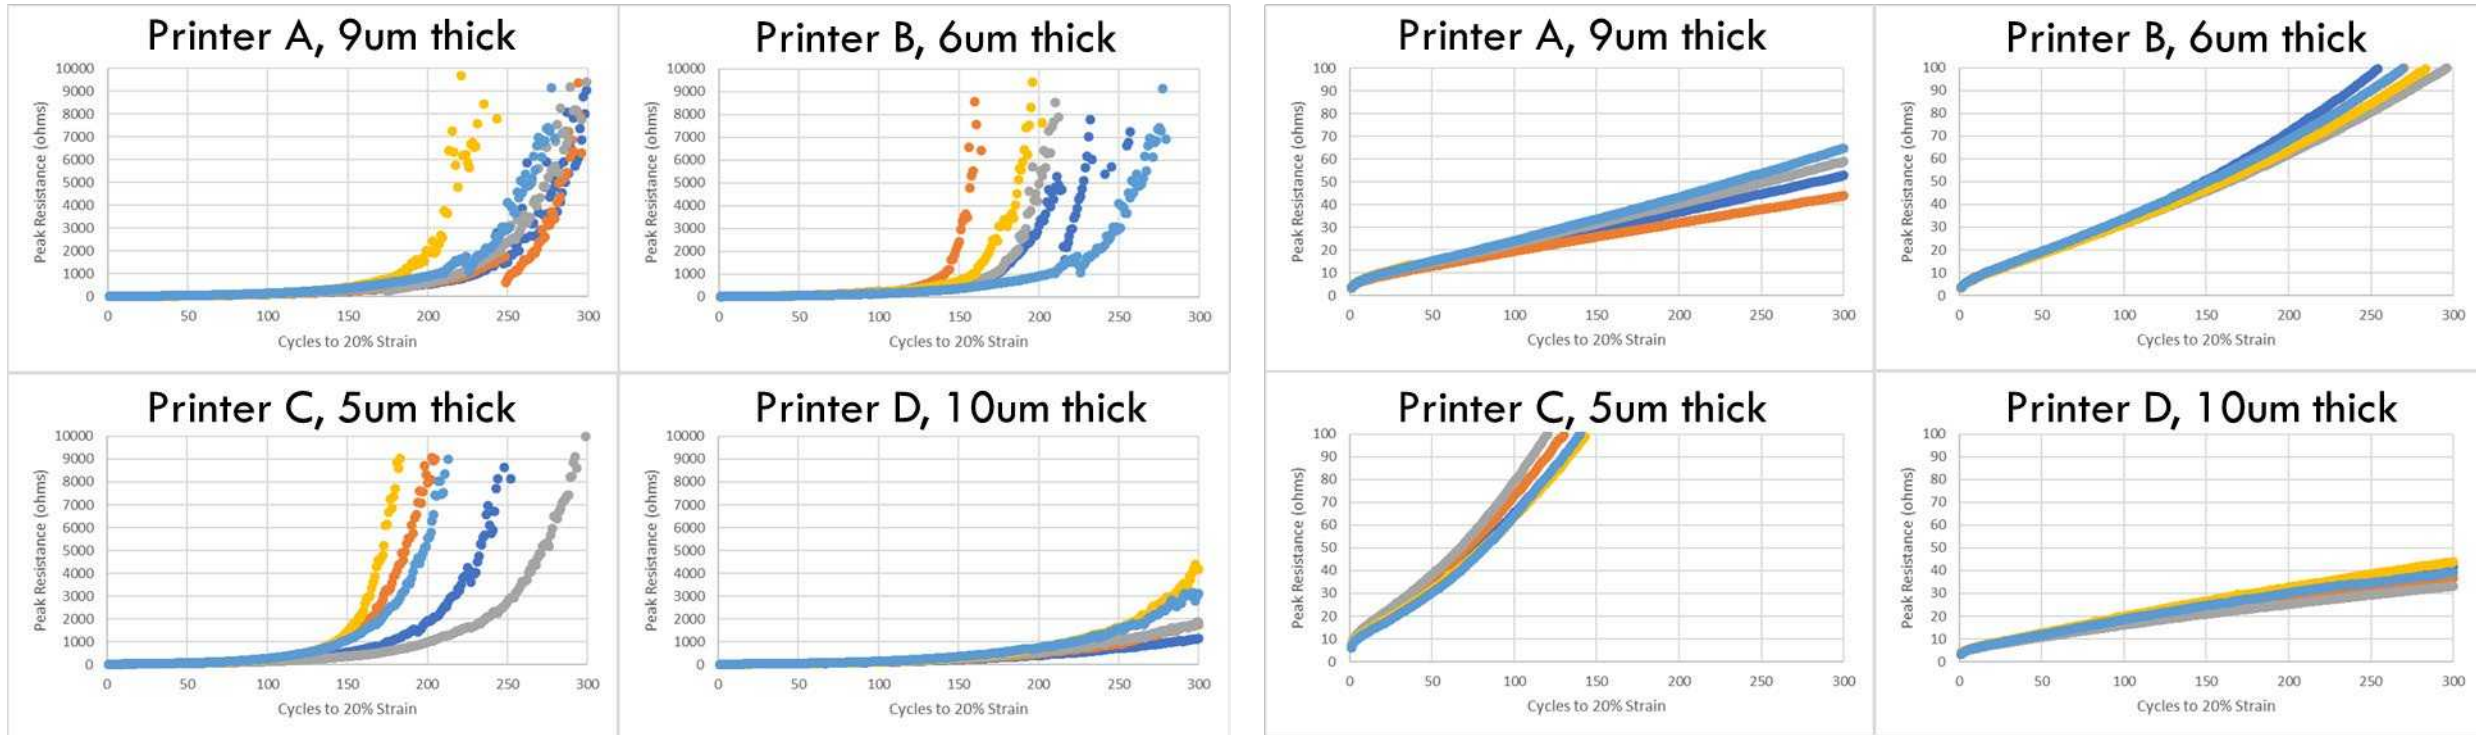 Printer A, 9um thick
10000
9000
8000
7000
6000
5000
4000
3000
2000
1000
0
Peak Resistance (ohms)
0 50 100 150 200 250 300
Cycles to 20% Strain
Printer B, 6um thick
10000
9000
8000
7000
6000
5000
4000
3000
2000
1000
0
Peak Resistance (ohms)
0 50 100 150 200 250 300
Cycles to 20% Strain
Printer C, 5um thick
10000
9000
8000
7000
6000
5000
4000
3000
2000
1000
0
Peak Resistance (ohms)
0 50 100 150 200 250 300
Cycles to 20% Strain
Printer D, 10um thick
10000
9000
8000
7000
6000
5000
4000
3000
2000
1000
0
Peak Resistance (ohms)
0 50 100 150 200 250 300
Cycles to 20% Strain
Printer A, 9um thick
100
90
80
70
60
50
40
30
20
10
0
Peak Resistance (ohms)
0 50 100 150 200 250 300
Cycles to 20% Strain
Printer B, 6um thick
100
90
80
70
60
50
40
30
20
10
0
Peak Resistance (ohms)
0 50 100 150 200 250 300
Cycles to 20% Strain
Printer C, 5um thick
100
90
80
70
60
50
40
30
20
10
0
Peak Resistance (ohms)
0 50 100 150 200 250 300
Cycles to 20% Strain
Printer D, 10um thick
100
90
80
70
60
50
40
30
20
10
0
Peak Resistance (ohms)
0 50 100 150 200 250 300
Cycles to 20% Strain